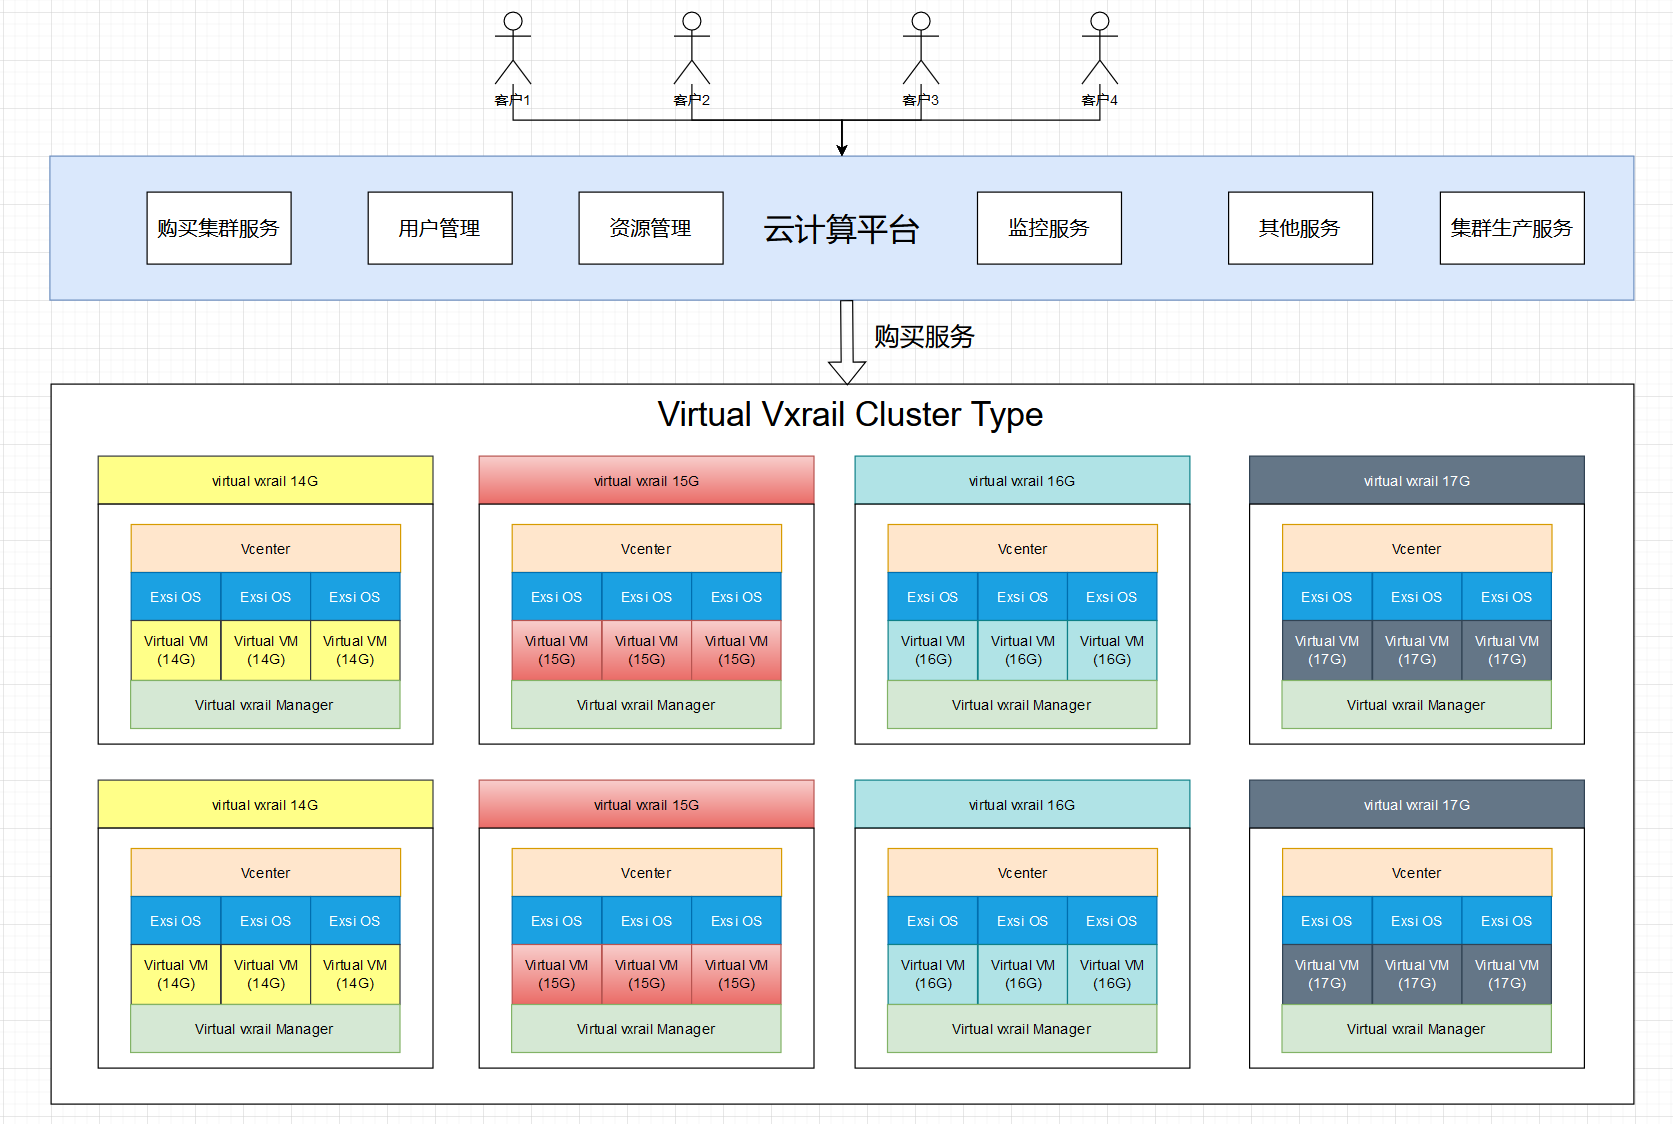 客户1
客户2
客户3
客户4
购买集群服务
用户管理
资源管理
云计算平台
监控服务
其他服务
集群生产服务
购买服务
Virtual Vxrail Cluster Type
virtual vxrail 14G
Vcenter
Exsi OS
Exsi OS
Exsi OS
Virtual VM
(14G)
Virtual VM
(14G)
Virtual VM
(14G)
Virtual vxrail Manager
virtual vxrail 15G
Vcenter
Exsi OS
Exsi OS
Exsi OS
Virtual VM
(15G)
Virtual VM
(15G)
Virtual VM
(15G)
Virtual vxrail Manager
virtual vxrail 16G
Vcenter
Exsi OS
Exsi OS
Exsi OS
Virtual VM
(16G)
Virtual VM
(16G)
Virtual VM
(16G)
Virtual vxrail Manager
virtual vxrail 17G
Vcenter
Exsi OS
Exsi OS
Exsi OS
Virtual VM
(17G)
Virtual VM
(17G)
Virtual VM
(17G)
Virtual vxrail Manager
virtual vxrail 14G
Vcenter
Exsi OS
Exsi OS
Exsi OS
Virtual VM
(14G)
Virtual VM
(14G)
Virtual VM
(14G)
Virtual vxrail Manager
virtual vxrail 15G
Vcenter
Exsi OS
Exsi OS
Exsi OS
Virtual VM
(15G)
Virtual VM
(15G)
Virtual VM
(15G)
Virtual vxrail Manager
virtual vxrail 16G
Vcenter
Exsi OS
Exsi OS
Exsi OS
Virtual VM
(16G)
Virtual VM
(16G)
Virtual VM
(16G)
Virtual vxrail Manager
virtual vxrail 17G
Vcenter
Exsi OS
Exsi OS
Exsi OS
Virtual VM
(17G)
Virtual VM
(17G)
Virtual VM
(17G)
Virtual vxrail Manager